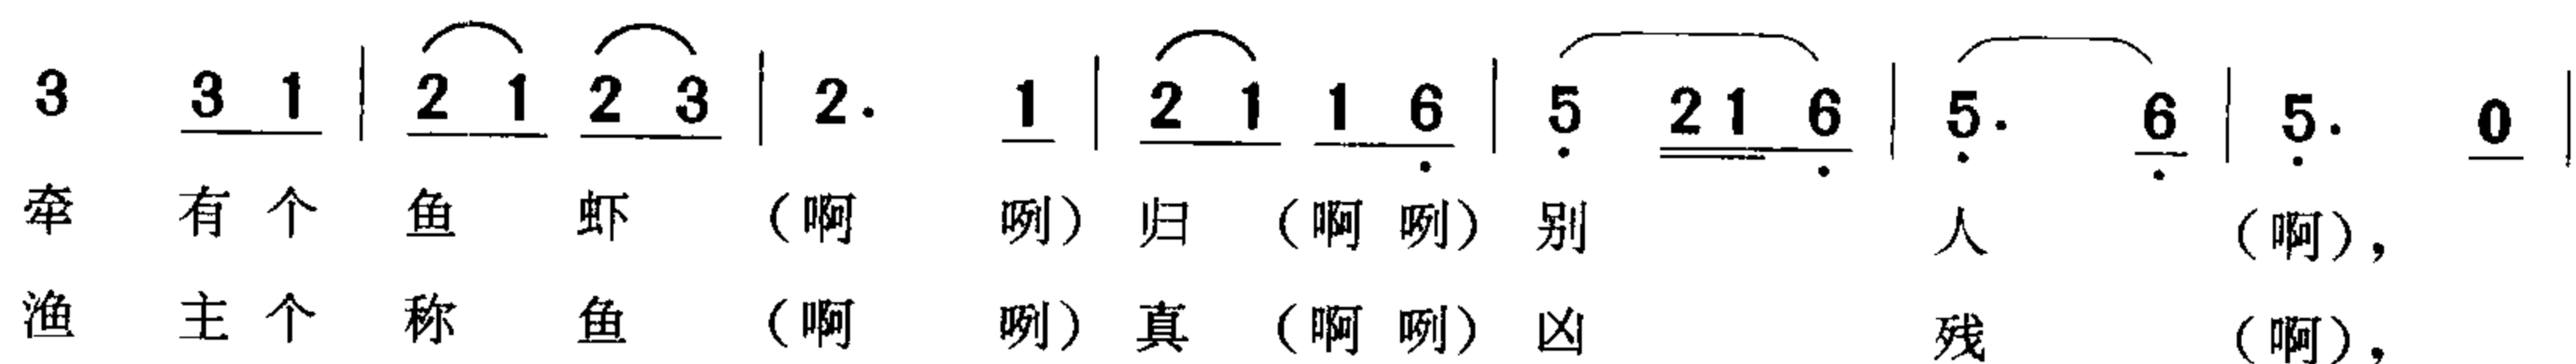 3 3 1 | 2 1 2 3 | 2. 1 | 2 1 1 6 | 5 2 1 6 | 5. 6 | 5. 0 |
牵 有 个 鱼 虾 （啊 咧） 归 （啊 咧） 别 人 （啊），
渔 主 个 称 鱼 （啊 咧） 真 （啊 咧） 凶 残 （啊），